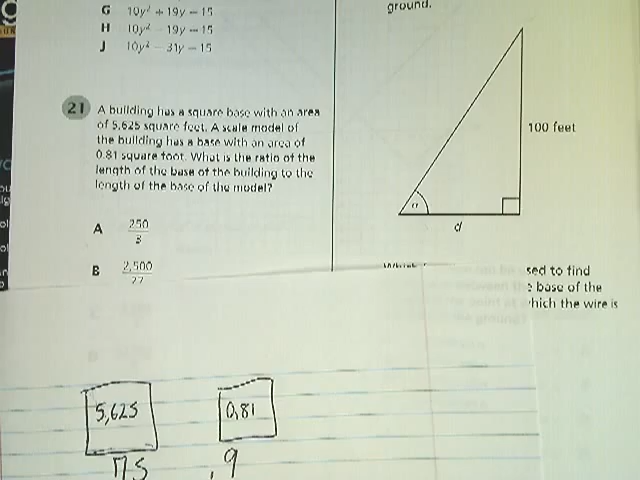 ground.
G 10y² + 19y – 15
H 10y² – 19y – 15
J 10y² – 31y – 15
21 A building has a square base with an area
of 5,625 square feet. A scale model of
the building has a base with an area of
0.81 square foot. What is the ratio of the
length of the base of the building to the
length of the base of the model?
A 250/3
B 2,500/27
100 feet
α
d
sed to find
base of the
which the wire is
5,625
0.81
75
.9